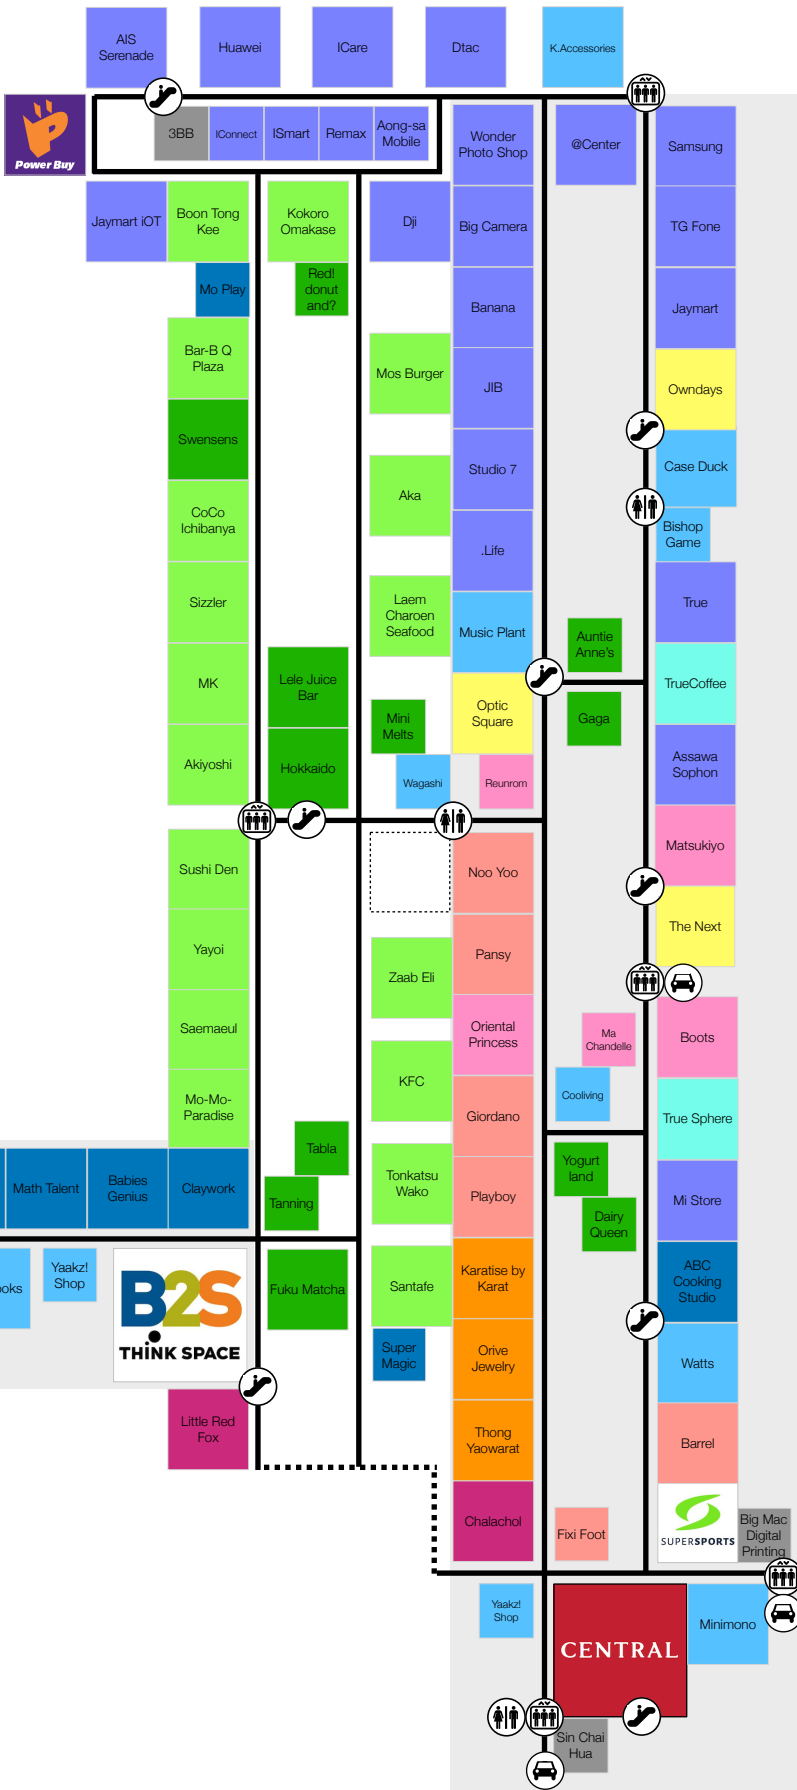 AIS
Serenade
Huawei
ICare
Dtac
K.Accessories
Power Buy
3BB
IConnect
ISmart
Remax
Aong-sa
Mobile
Wonder
Photo Shop
@Center
Samsung
Jaymart iOT
Boon Tong
Kee
Kokoro
Omakase
Dji
Big Camera
TG Fone
Mo Play
Red!
donut
and?
Banana
Jaymart
Bar-B Q
Plaza
Mos Burger
JIB
Owndays
Swensens
Studio 7
Case Duck
CoCo
Ichibanya
Aka
.Life
Bishop
Game
Sizzler
Laem
Charoen
Seafood
Music Plant
Auntie
Anne's
True
MK
Lele Juice
Bar
Mini
Melts
Optic
Square
Gaga
TrueCoffee
Akiyoshi
Hokkaido
Wagashi
Reunrom
Assawa
Sophon
Matsukiyo
Sushi Den
Noo Yoo
The Next
Yayoi
Zaab Eli
Pansy
Saemaeul
Oriental
Princess
Ma
Chandelle
Boots
Mo-Mo-
Paradise
KFC
Giordano
Cooliving
True Sphere
Tabla
Math Talent
Babies
Genius
Claywork
Tanning
Tonkatsu
Wako
Playboy
Yogurt
land
Dairy
Queen
Mi Store
ooks
Yaakz!
Shop
B2S
THiNK SPACE
Fuku Matcha
Santafe
Karatise by
Karat
ABC
Cooking
Studio
Super
Magic
Orive
Jewelry
Watts
Little Red
Fox
Thong
Yaowarat
Barrel
Chalachol
Fixi Foot
SUPERSPORTS
Big Mac
Digital
Printing
Yaakz!
Shop
CENTRAL
Minimono
Sin Chai
Hua